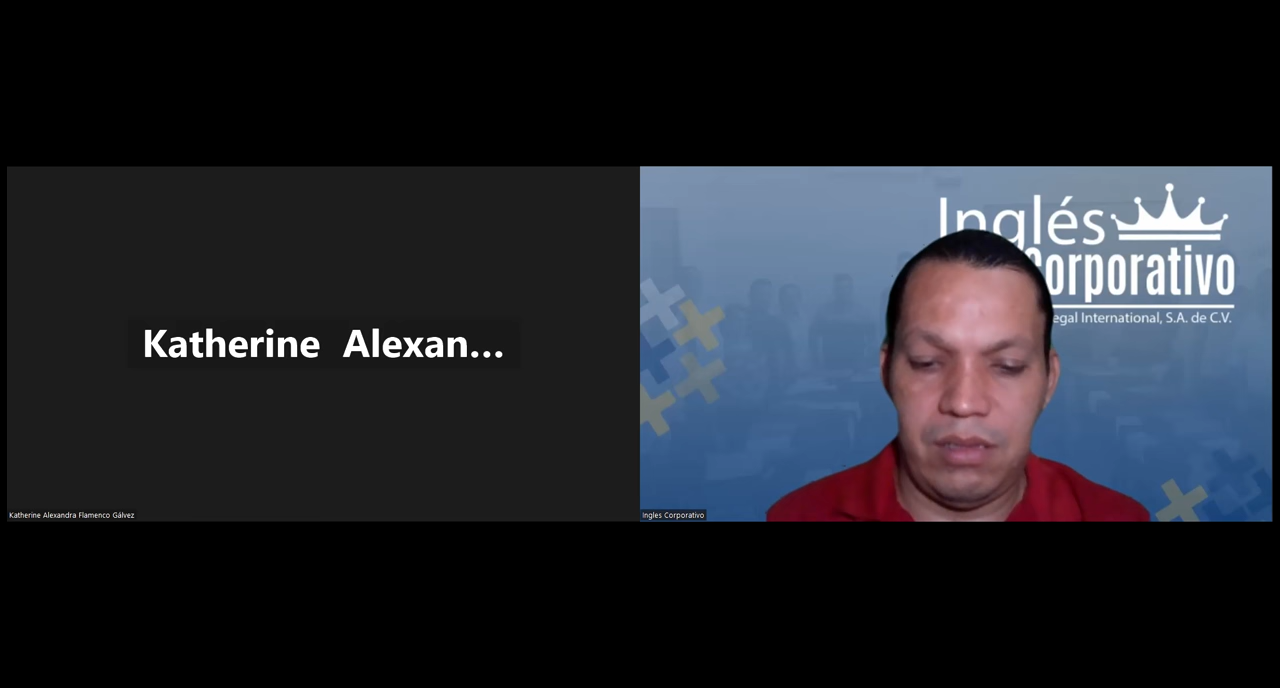 Katherine Alexan...
Katherine Alexandra Flamenco Gálvez
Inglés
Corporativo
egal International, S.A. de C.V.
Ingles Corporativo